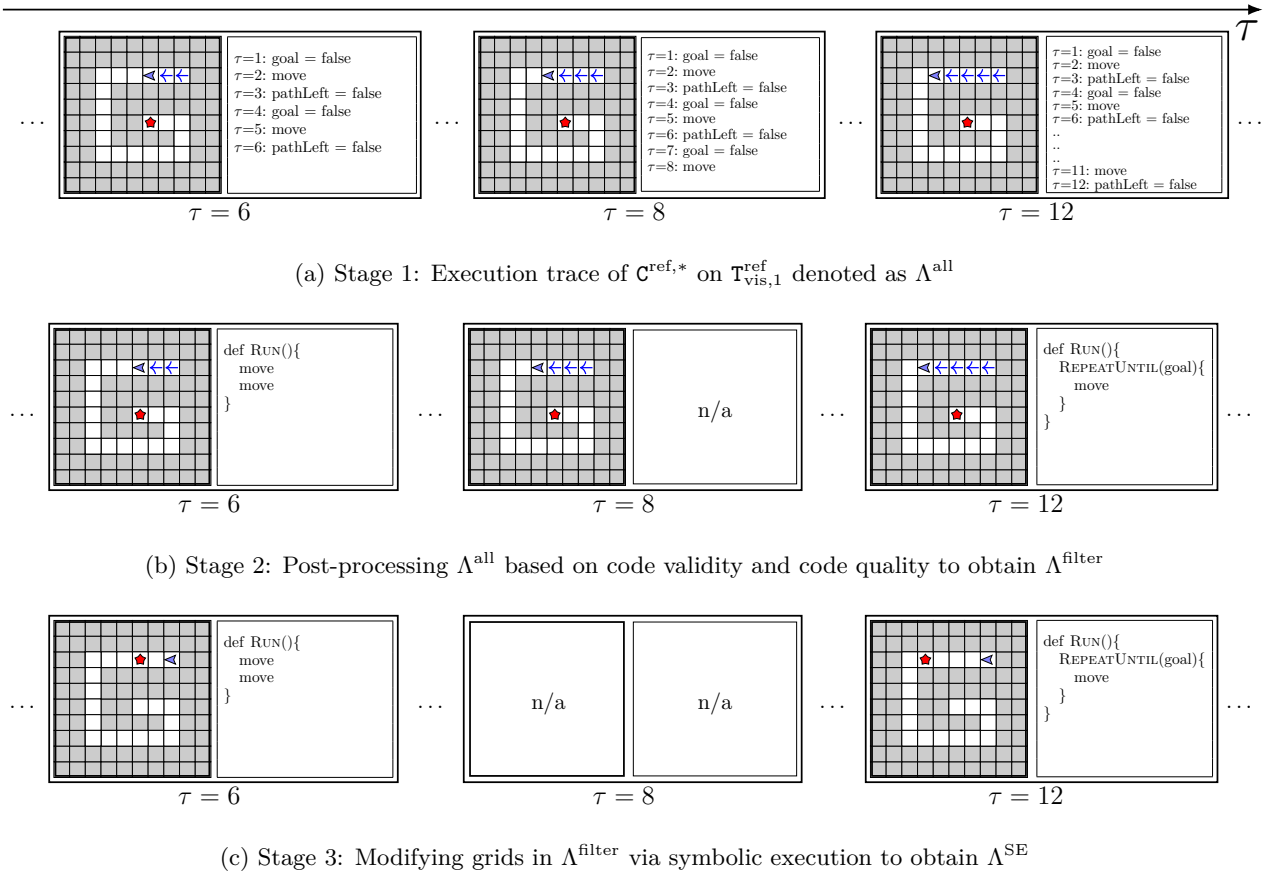 τ
τ=1: goal = false
τ=2: move
τ=3: pathLeft = false
τ=4: goal = false
τ=5: move
τ=6: pathLeft = false
τ=1: goal = false
τ=2: move
τ=3: pathLeft = false
τ=4: goal = false
τ=5: move
τ=6: pathLeft = false
τ=7: goal = false
τ=8: move
τ=1: goal = false
τ=2: move
τ=3: pathLeft = false
τ=4: goal = false
τ=5: move
τ=6: pathLeft = false
..
..
..
τ=11: move
τ=12: pathLeft = false
... ... ... ...
τ = 6
τ = 8
τ = 12
(a) Stage 1: Execution trace of C^ref,* on T^ref_vis,1 denoted as Λ^all
def RUN(){
move
move
}
n/a
def RUN(){
REPEATUNTIL(goal){
move
}
}
... ... ... ...
τ = 6
τ = 8
τ = 12
(b) Stage 2: Post-processing Λ^all based on code validity and code quality to obtain Λ^filter
def RUN(){
move
move
}
n/a
n/a
def RUN(){
REPEATUNTIL(goal){
move
}
}
... ... ... ...
τ = 6
τ = 8
τ = 12
(c) Stage 3: Modifying grids in Λ^filter via symbolic execution to obtain Λ^SE